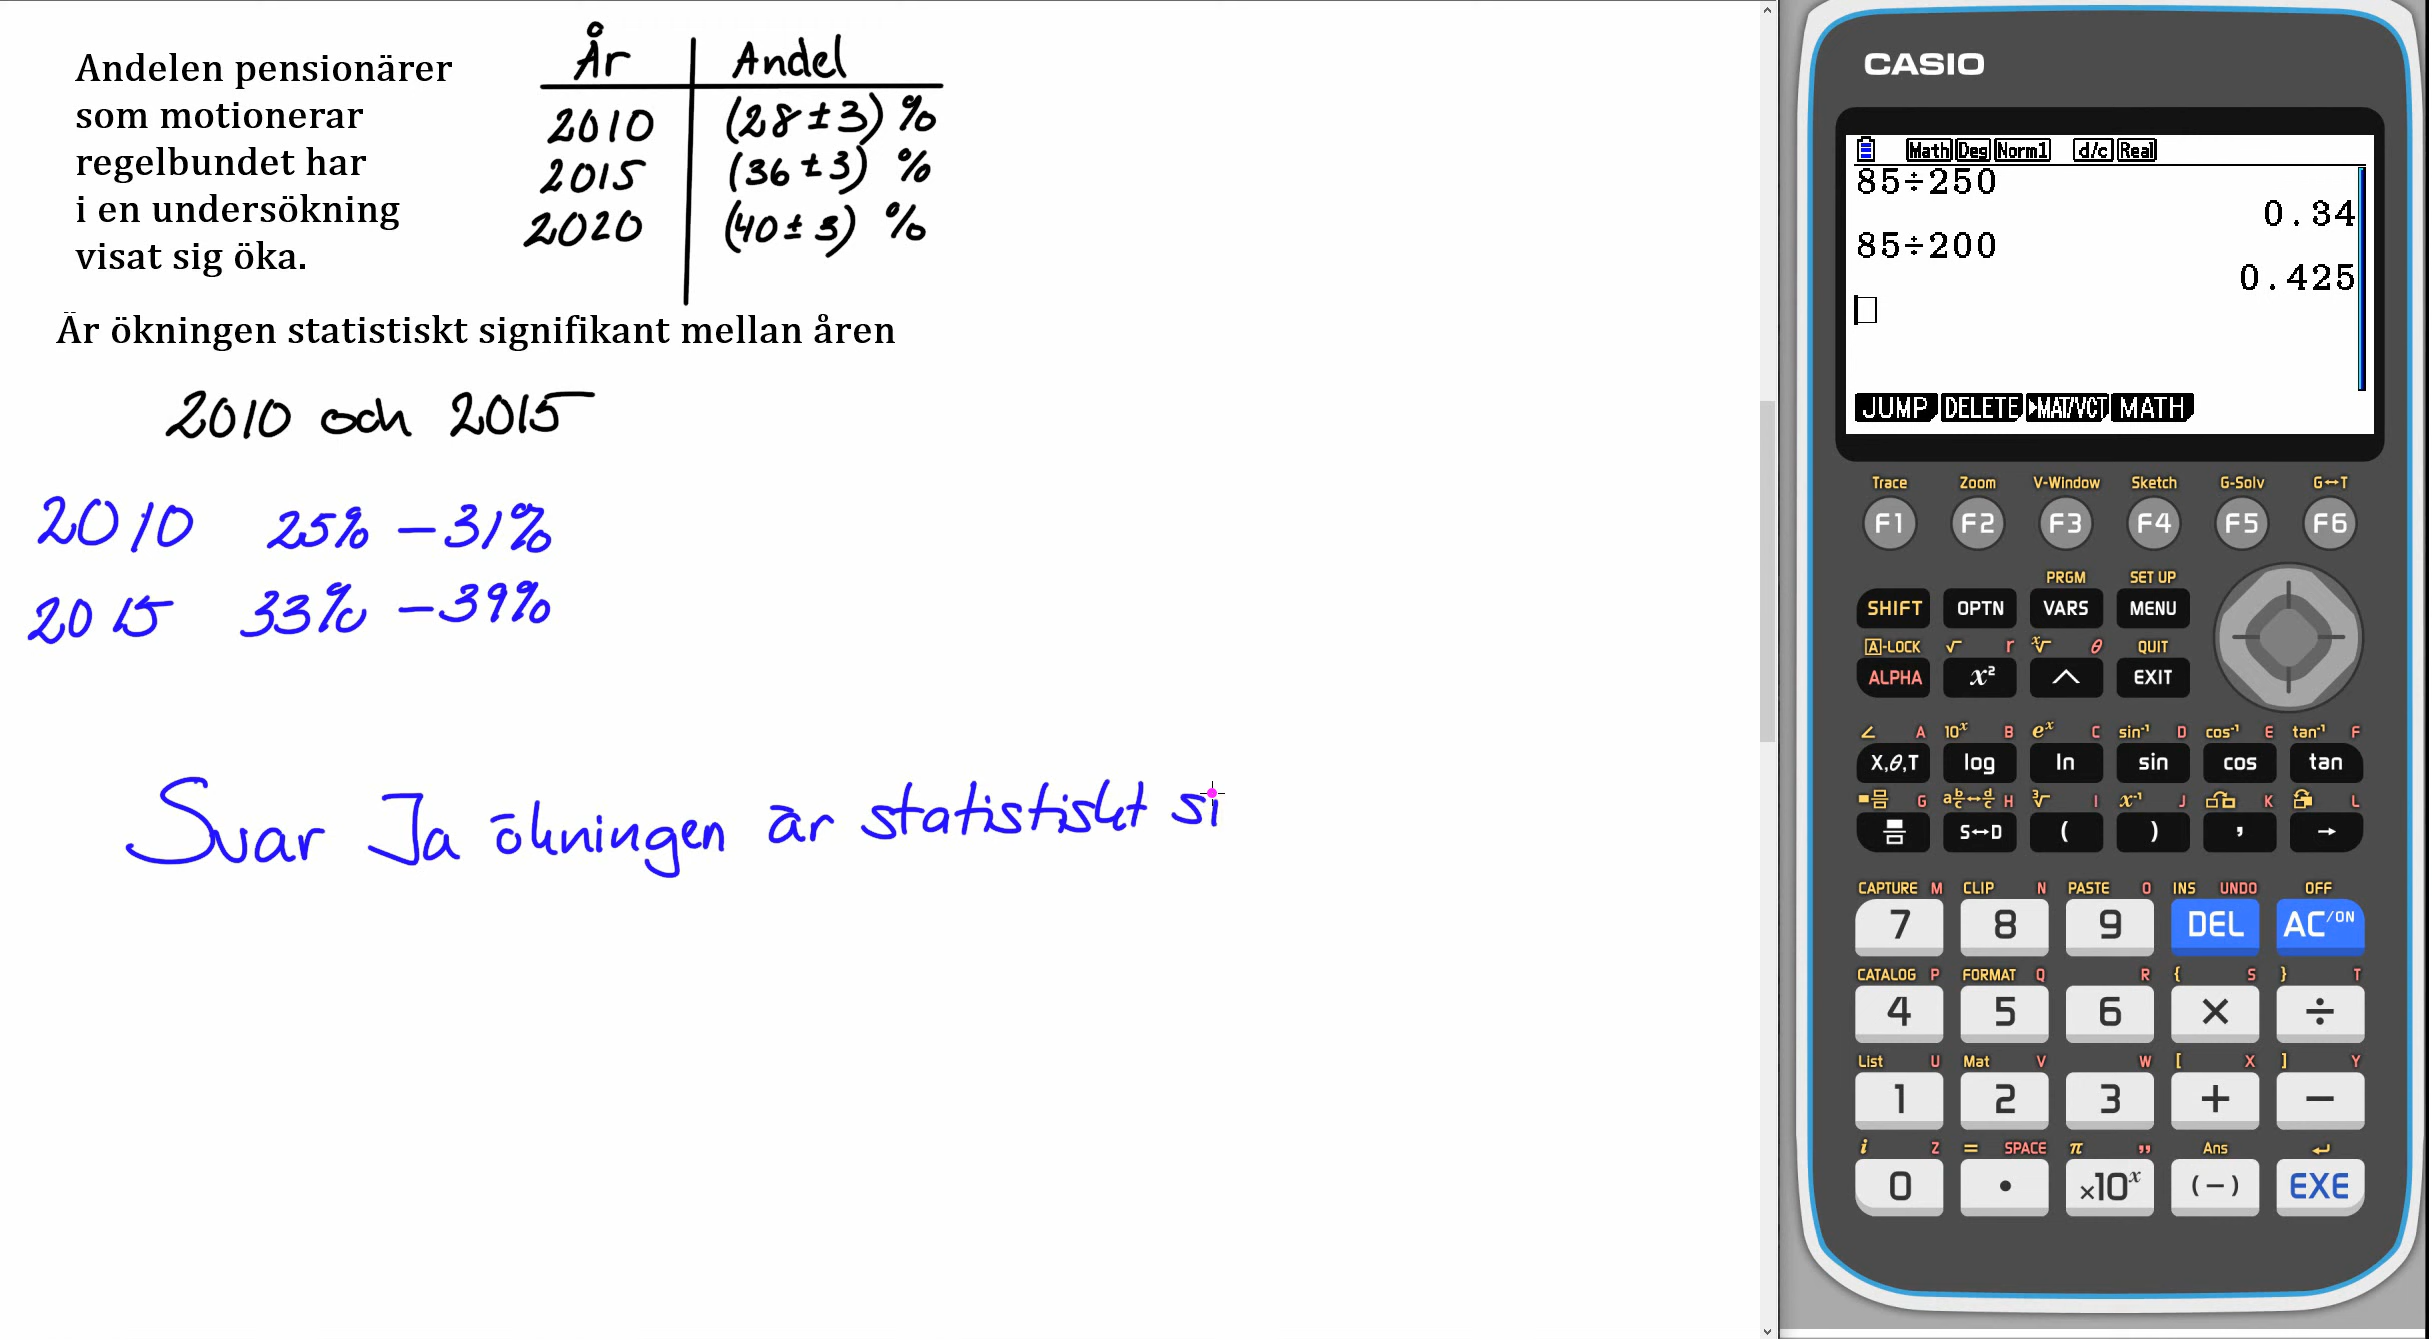 Andelen pensionärer
som motionerar
regelbundet har
i en undersökning
visat sig öka.
År Andel
2010 (28 ± 3) %
2015 (36 ± 3) %
2020 (40 ± 3) %
Är ökningen statistiskt signifikant mellan åren
2010 och 2015
2010 25% – 31%
2015 33% – 39%
Svar Ja ökningen är statistiskt si
CASIO
Math Deg Norm1 d/c Real
85÷250
0.34
85÷200
0.425
JUMP DELETE ►MAT/VCT MATH
Trace Zoom V-Window Sketch G-Solv G↔T
F1 F2 F3 F4 F5 F6
PRGM SET UP
SHIFT OPTN VARS MENU
A-LOCK √ r ˣ√ θ QUIT
ALPHA x² ^ EXIT
∠ A 10ˣ B eˣ C sin⁻¹ D cos⁻¹ E tan⁻¹ F
X,θ,T log ln sin cos tan
G a b/c↔d/c H ³√ I x⁻¹ J K L
S↔D ( ) , →
CAPTURE M CLIP N PASTE O INS UNDO OFF
7 8 9 DEL AC/ON
CATALOG P FORMAT Q R { S } T
4 5 6 × ÷
List U Mat V W [ X ] Y
1 2 3 + −
i Z = SPACE π " Ans ↵
0 • ×10ˣ (−) EXE